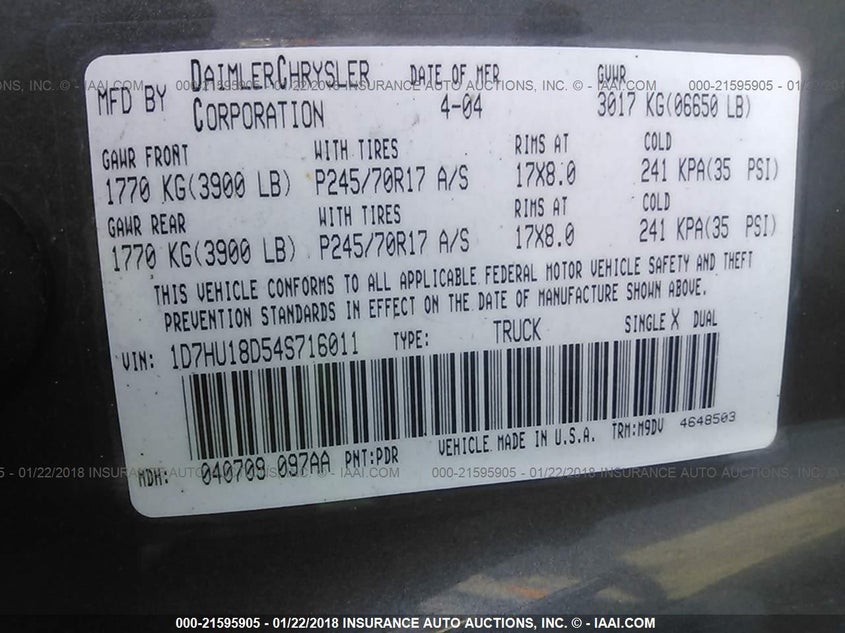 MFD BY DAIMLERCHRYSLER CORPORATION
DATE OF MFR
4-04
GVWR
3017 KG(06650 LB)
GAWR FRONT WITH TIRES RIMS AT COLD
1770 KG(3900 LB) P245/70R17 A/S 17X8.0 241 KPA(35 PSI)
GAWR REAR WITH TIRES RIMS AT COLD
1770 KG(3900 LB) P245/70R17 A/S 17X8.0 241 KPA(35 PSI)
THIS VEHICLE CONFORMS TO ALL APPLICABLE FEDERAL MOTOR VEHICLE SAFETY AND THEFT
PREVENTION STANDARDS IN EFFECT ON THE DATE OF MANUFACTURE SHOWN ABOVE.
VIN: 1D7HU18D54S716011 TYPE: TRUCK SINGLE X DUAL
MDH: 040709 097AA PNT:PDR VEHICLE MADE IN U.S.A. TRM:M9DV 4648503
000-21595905 - 01/22/2018 INSURANCE AUTO AUCTIONS, INC. © - IAAI.COM